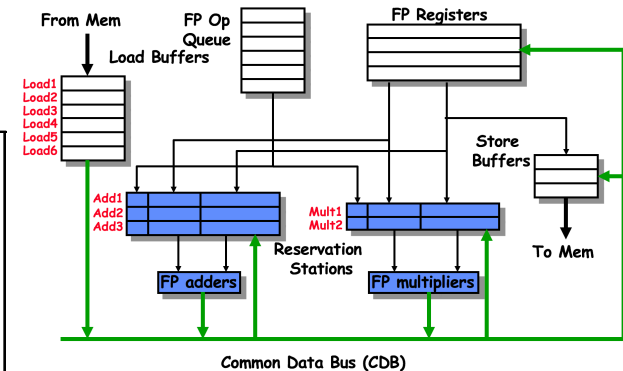 From Mem
FP Op
Queue
FP Registers
Load Buffers
Load1
Load2
Load3
Load4
Load5
Load6
Store
Buffers
Add1
Add2
Add3
Mult1
Mult2
Reservation
Stations
To Mem
FP adders
FP multipliers
Common Data Bus (CDB)